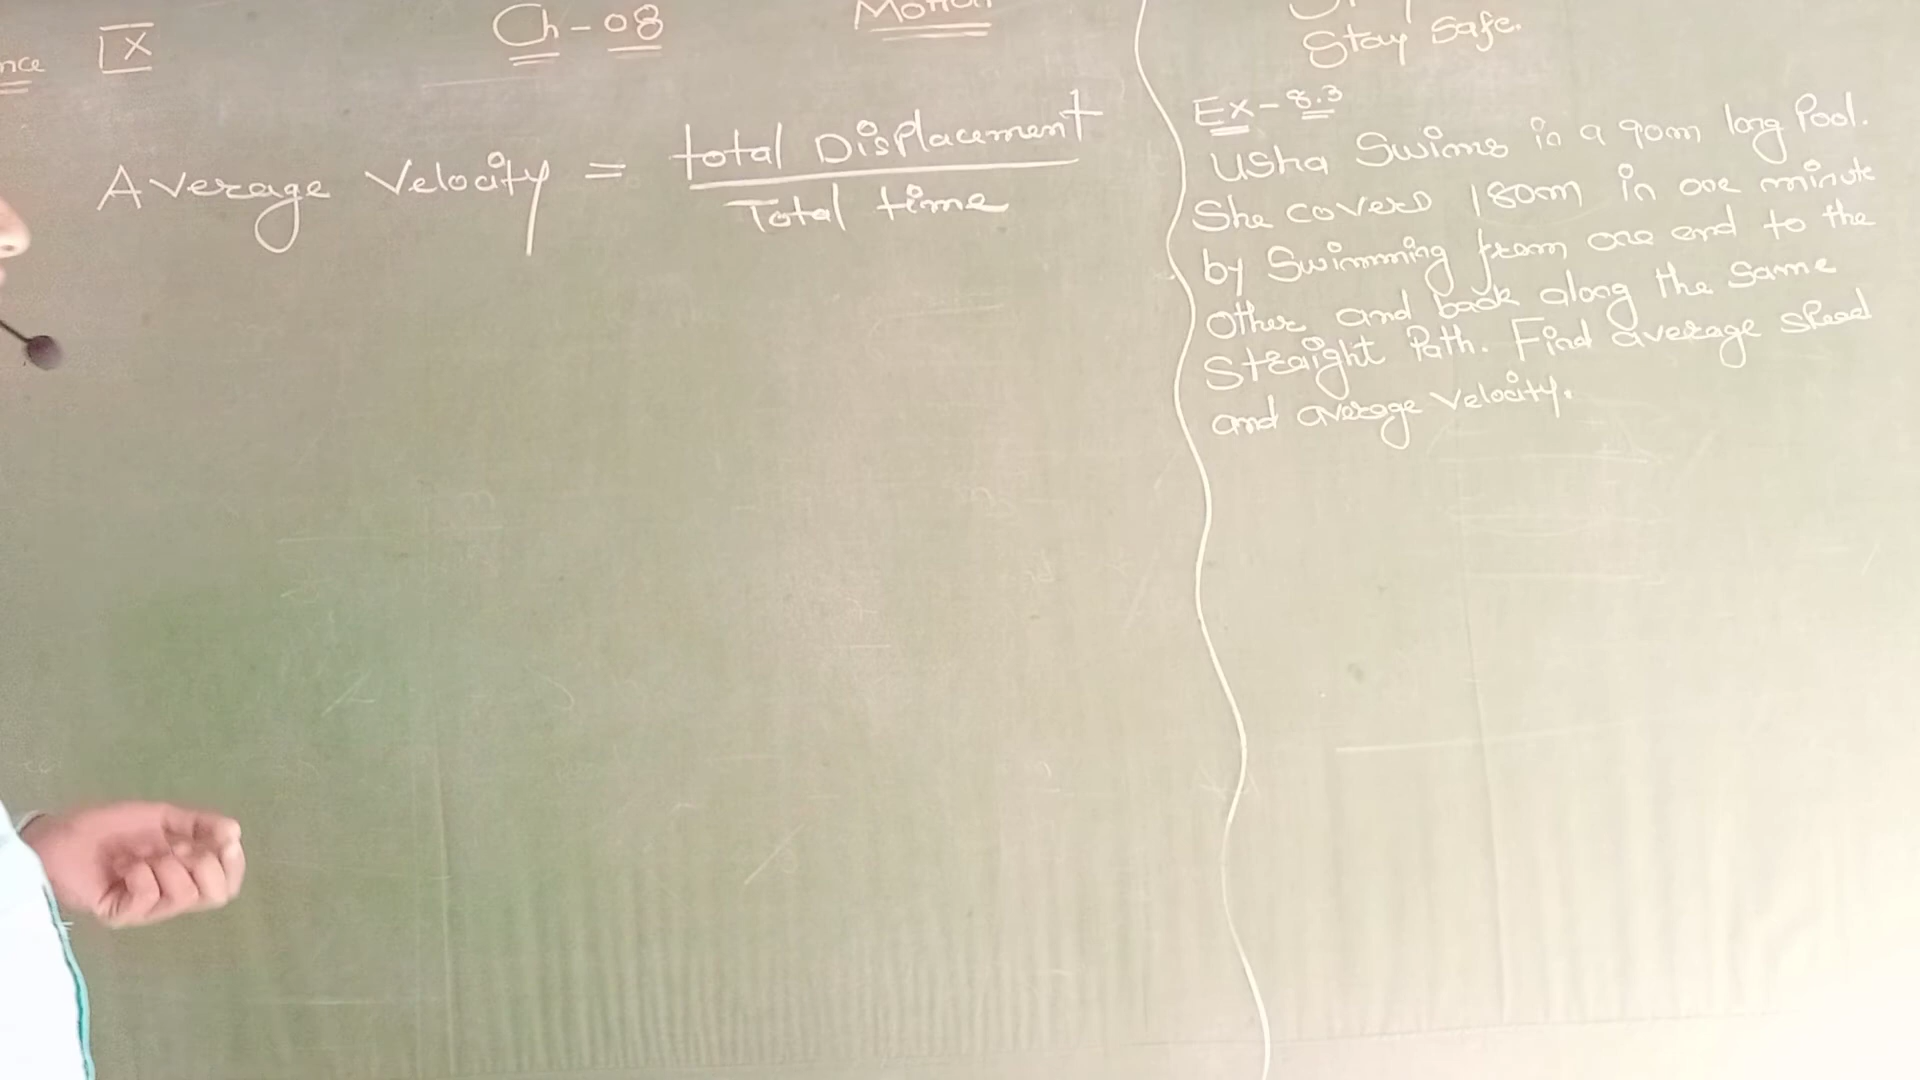 IX
Ch-08
Average Velocity = total Displacement
Total time
Stay Safe.
Ex-8.3
Usha Swims in a 90m long Pool.
She covers 180m in one minute
by Swimming from one end to the
Other and back along the Same
Straight Path. Find average speed
and average Velocity.